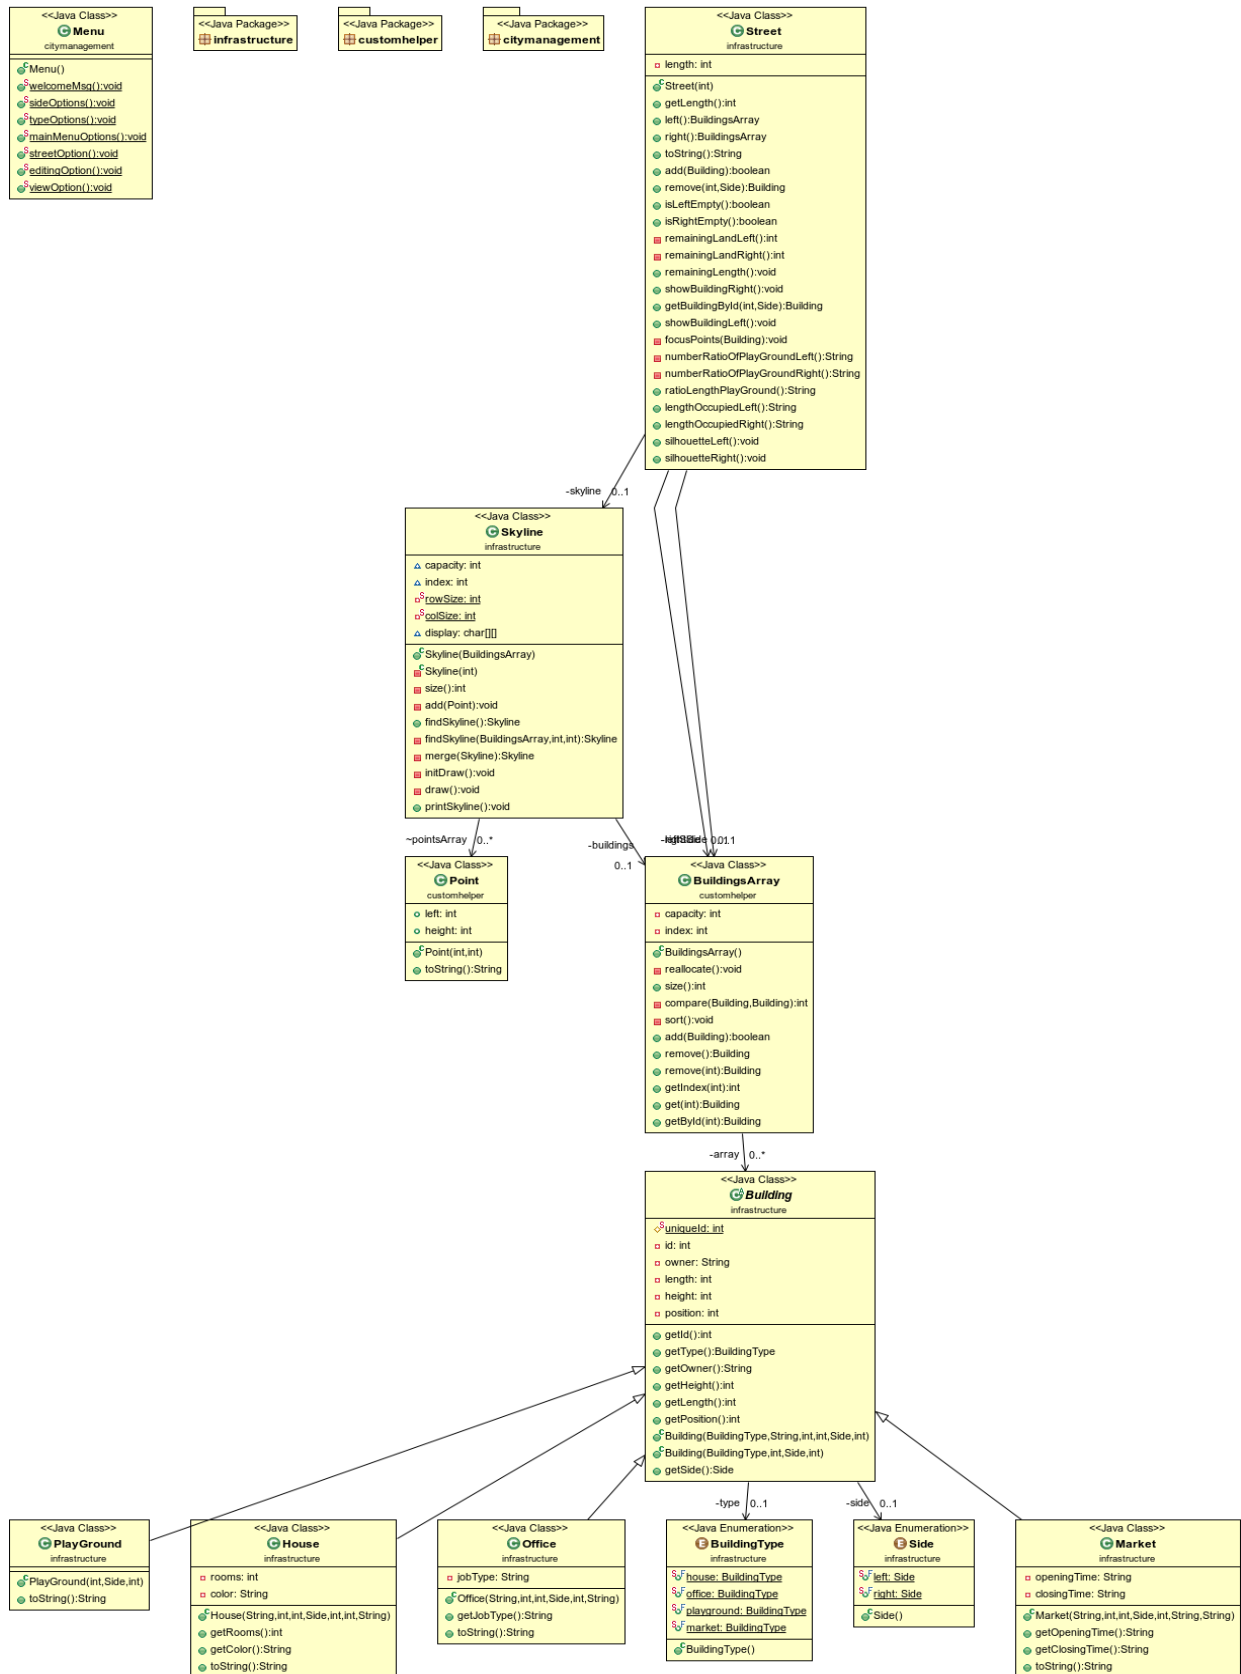 <<Java Class>>
Menu
citymanagement
Menu()
welcomeMsg():void
sideOptions():void
typeOptions():void
mainMenuOptions():void
streetOption():void
editingOption():void
viewOption():void
<<Java Package>>
infrastructure
<<Java Package>>
customhelper
<<Java Package>>
citymanagement
<<Java Class>>
Street
infrastructure
length: int
Street(int)
getLength():int
left():BuildingsArray
right():BuildingsArray
toString():String
add(Building):boolean
remove(int,Side):Building
isLeftEmpty():boolean
isRightEmpty():boolean
remainingLandLeft():int
remainingLandRight():int
remainingLength():void
showBuildingRight():void
getBuildingById(int,Side):Building
showBuildingLeft():void
focusPoints(Building):void
numberRatioOfPlayGroundLeft():String
numberRatioOfPlayGroundRight():String
ratioLengthPlayGround():String
lengthOccupiedLeft():String
lengthOccupiedRight():String
silhouetteLeft():void
silhouetteRight():void
-skyline 0..1
<<Java Class>>
Skyline
infrastructure
capacity: int
index: int
rowSize: int
colSize: int
display: char[][]
Skyline(BuildingsArray)
Skyline(int)
size():int
add(Point):void
findSkyline():Skyline
findSkyline(BuildingsArray,int,int):Skyline
merge(Skyline):Skyline
initDraw():void
draw():void
printSkyline():void
~pointsArray 0..*
-buildings
0..1
<<Java Class>>
Point
customhelper
left: int
height: int
Point(int,int)
toString():String
<<Java Class>>
BuildingsArray
customhelper
capacity: int
index: int
BuildingsArray()
reallocate():void
size():int
compare(Building,Building):int
sort():void
add(Building):boolean
remove():Building
remove(int):Building
getIndex(int):int
get(int):Building
getById(int):Building
-array 0..*
<<Java Class>>
Building
infrastructure
uniqueId: int
id: int
owner: String
length: int
height: int
position: int
getId():int
getType():BuildingType
getOwner():String
getHeight():int
getLength():int
getPosition():int
Building(BuildingType,String,int,int,Side,int)
Building(BuildingType,int,Side,int)
getSide():Side
-type 0..1
-side 0..1
<<Java Class>>
PlayGround
infrastructure
PlayGround(int,Side,int)
toString():String
<<Java Class>>
House
infrastructure
rooms: int
color: String
House(String,int,int,Side,int,int,String)
getRooms():int
getColor():String
toString():String
<<Java Class>>
Office
infrastructure
jobType: String
Office(String,int,int,Side,int,String)
getJobType():String
toString():String
<<Java Enumeration>>
BuildingType
infrastructure
house: BuildingType
office: BuildingType
playground: BuildingType
market: BuildingType
BuildingType()
<<Java Enumeration>>
Side
infrastructure
left: Side
right: Side
Side()
<<Java Class>>
Market
infrastructure
openingTime: String
closingTime: String
Market(String,int,int,Side,int,String,String)
getOpeningTime():String
getClosingTime():String
toString():String